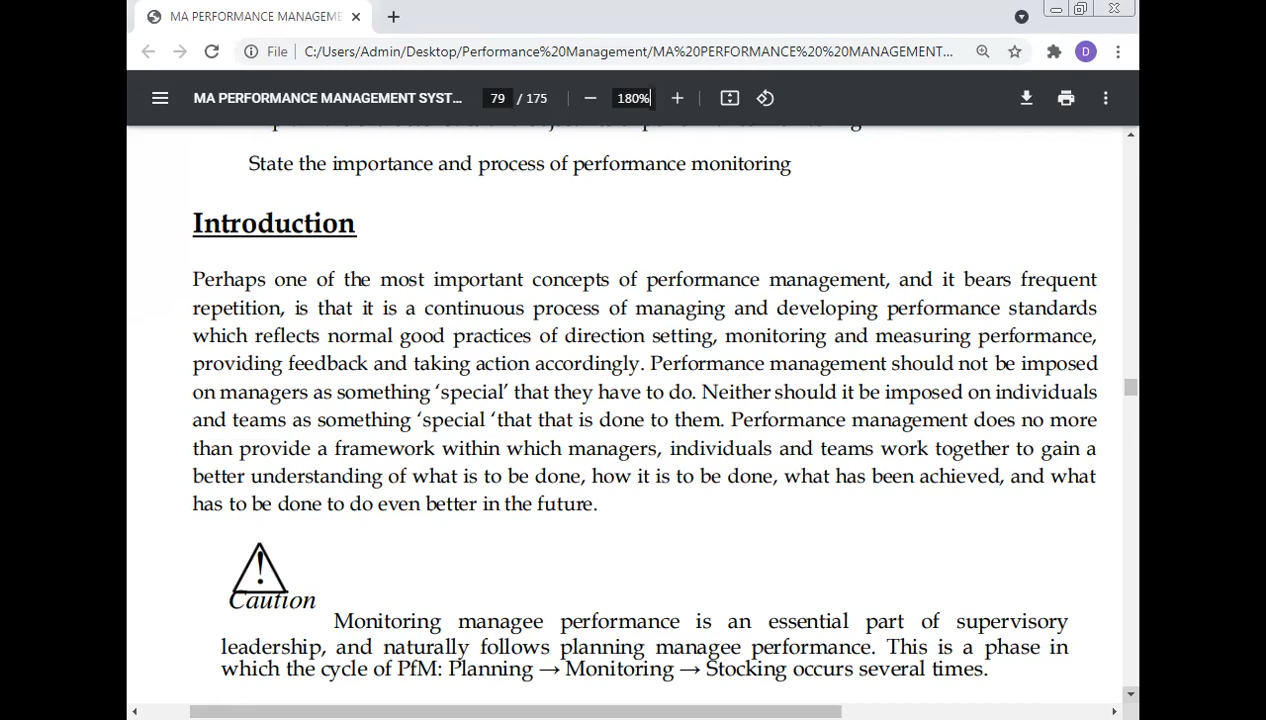 MA PERFORMANCE MANAGEME
File C:/Users/Admin/Desktop/Performance%20Management/MA%20PERFORMANCE%20%20MANAGEMENT... D
MA PERFORMANCE MANAGEMENT SYST... 79 / 175 180%
State the importance and process of performance monitoring
Introduction
Perhaps one of the most important concepts of performance management, and it bears frequent
repetition, is that it is a continuous process of managing and developing performance standards
which reflects normal good practices of direction setting, monitoring and measuring performance,
providing feedback and taking action accordingly. Performance management should not be imposed
on managers as something ‘special’ that they have to do. Neither should it be imposed on individuals
and teams as something ‘special ‘that that is done to them. Performance management does no more
than provide a framework within which managers, individuals and teams work together to gain a
better understanding of what is to be done, how it is to be done, what has been achieved, and what
has to be done to do even better in the future.
!
Caution
Monitoring managee performance is an essential part of supervisory
leadership, and naturally follows planning managee performance. This is a phase in
which the cycle of PfM: Planning → Monitoring → Stocking occurs several times.